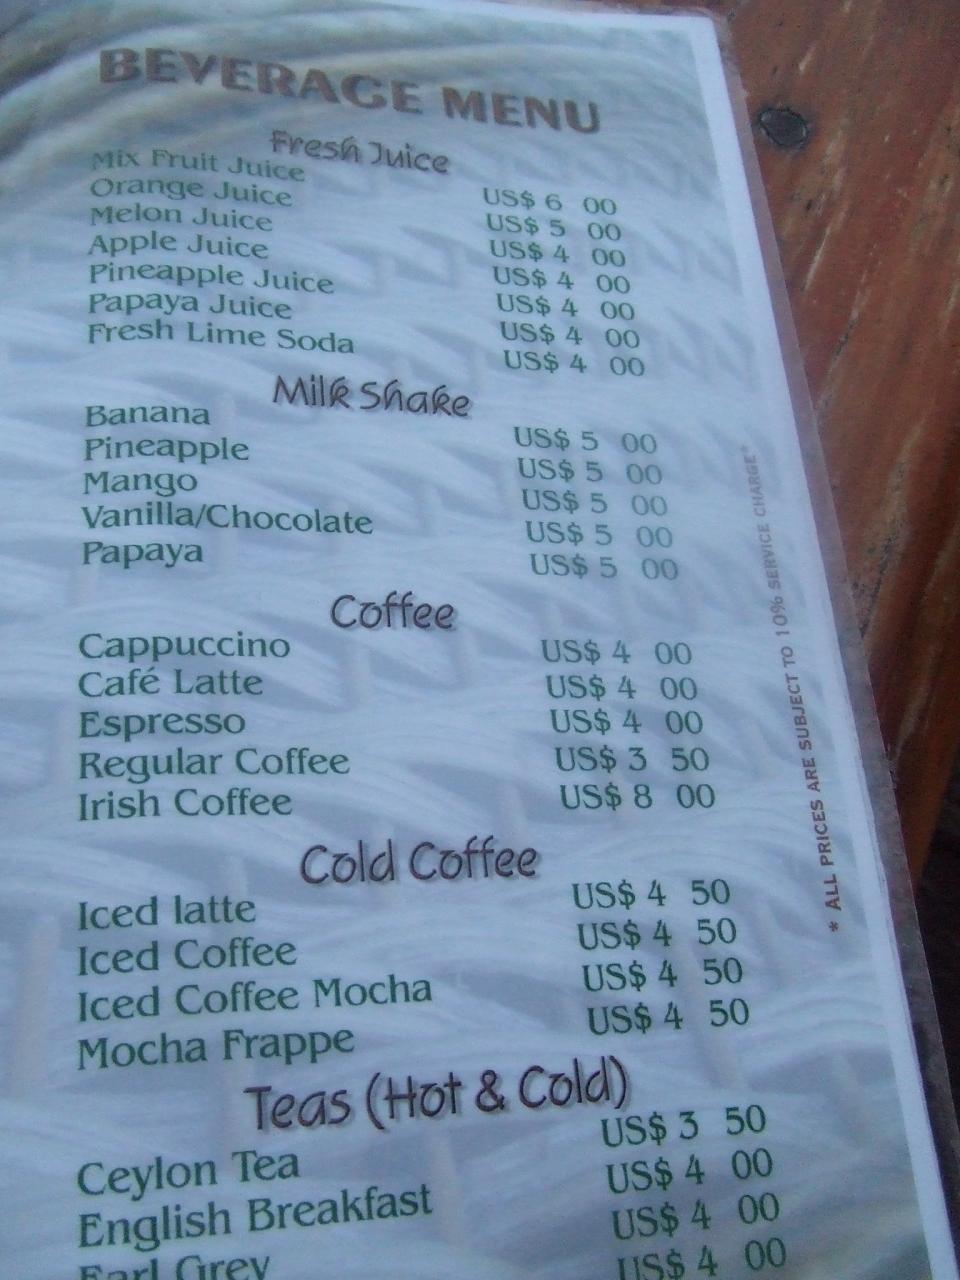 BEVERAGE MENU
Fresh Juice
Mix Fruit Juice US$ 6 00
Orange Juice US$ 5 00
Melon Juice US$ 4 00
Apple Juice US$ 4 00
Pineapple Juice US$ 4 00
Papaya Juice US$ 4 00
Fresh Lime Soda US$ 4 00
Milk Shake
Banana US$ 5 00
Pineapple US$ 5 00
Mango US$ 5 00
Vanilla/Chocolate US$ 5 00
Papaya US$ 5 00
Coffee
Cappuccino US$ 4 00
Café Latte US$ 4 00
Espresso US$ 4 00
Regular Coffee US$ 3 50
Irish Coffee US$ 8 00
Cold Coffee
Iced latte US$ 4 50
Iced Coffee US$ 4 50
Iced Coffee Mocha US$ 4 50
Mocha Frappe US$ 4 50
Teas (Hot & Cold)
Ceylon Tea US$ 3 50
English Breakfast US$ 4 00
Earl Grey US$ 4 00
US$ 4 00
* ALL PRICES ARE SUBJECT TO 10% SERVICE CHARGE*